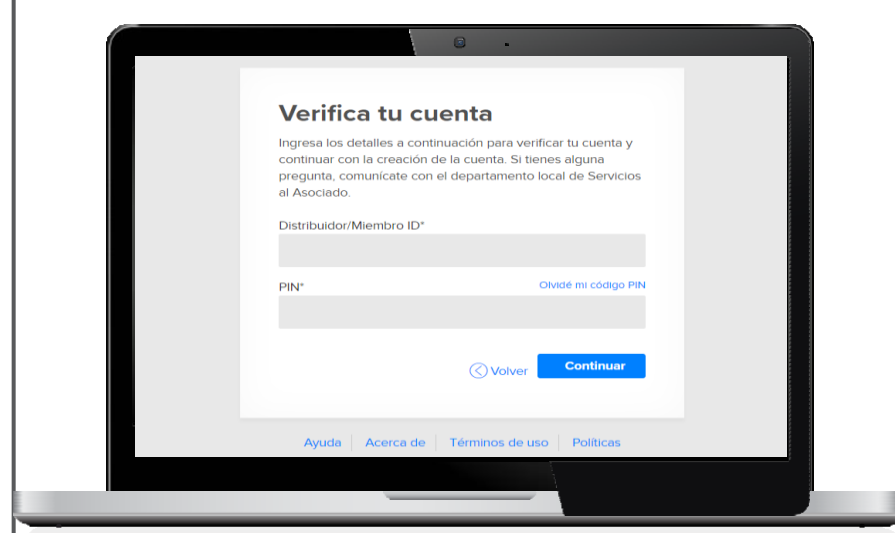 Verifica tu cuenta
Ingresa los detalles a continuación para verificar tu cuenta y
continuar con la creación de la cuenta. Si tienes alguna
pregunta, comunícate con el departamento local de Servicios
al Asociado.
Distribuidor/Miembro ID*
PIN*
Olvidé mi código PIN
Volver
Continuar
Ayuda
Acerca de
Términos de uso
Políticas